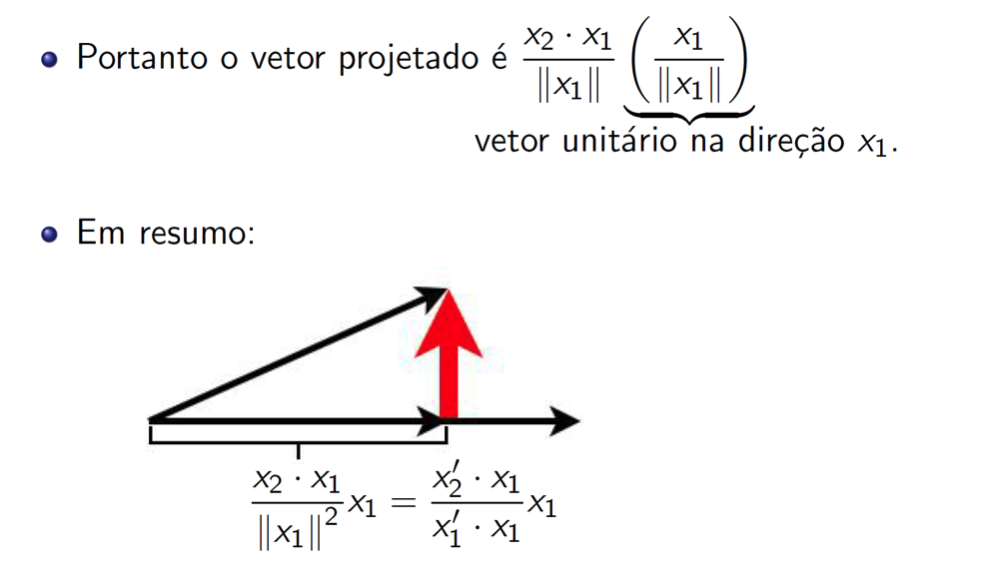 • Portanto o vetor projetado é $\frac{x_2 \cdot x_1}{\|x_1\|} \underbrace{\left(\frac{x_1}{\|x_1\|}\right)}$
vetor unitário na direção $x_1$.
• Em resumo:
$\frac{x_2 \cdot x_1}{\|x_1\|^2} x_1 = \frac{x_2' \cdot x_1}{x_1' \cdot x_1} x_1$